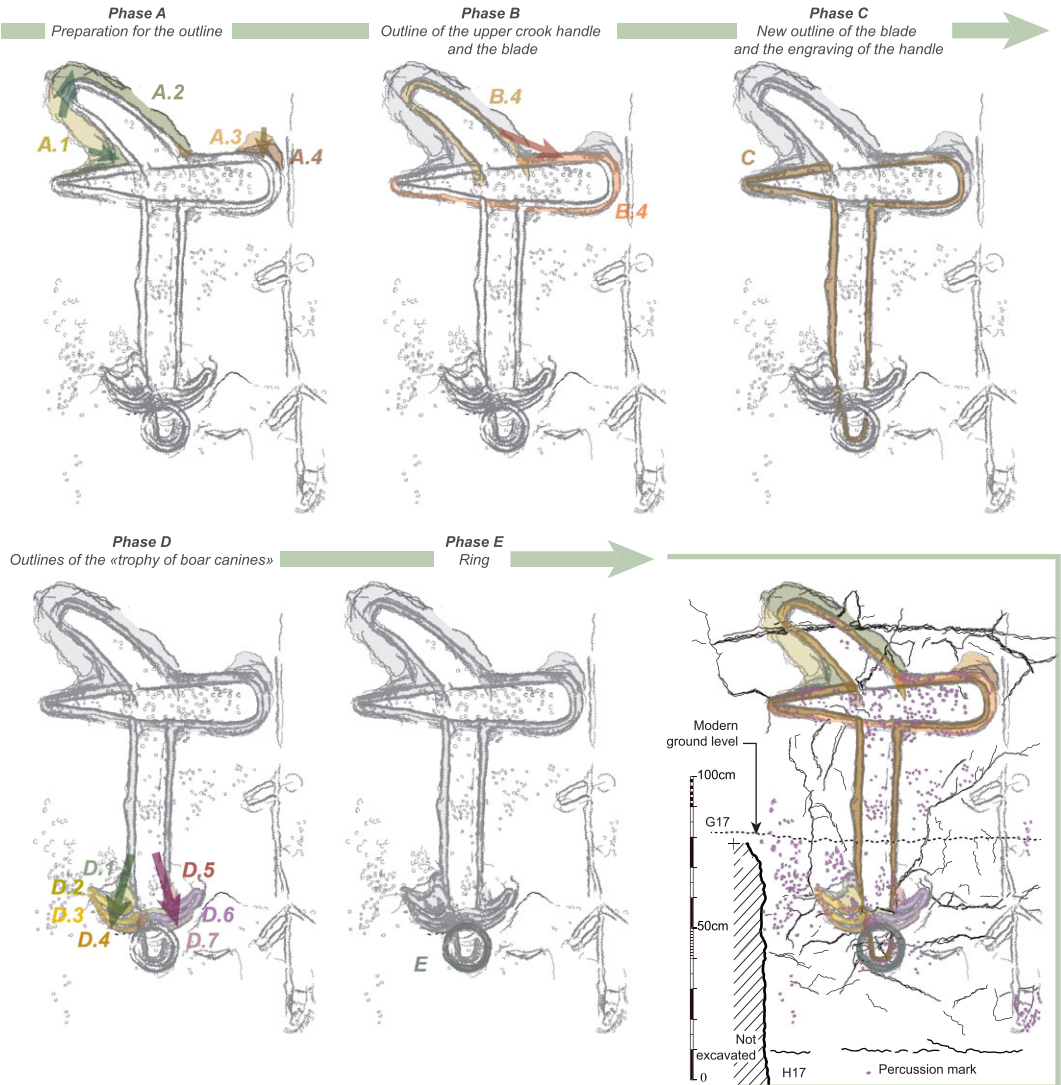 Phase A
Preparation for the outline
Phase B
Outline of the upper crook handle
and the blade
Phase C
New outline of the blade
and the engraving of the handle
A.1
A.2
A.3
A.4
B.4
B.4
C
Phase D
Outlines of the «trophy of boar canines»
Phase E
Ring
D.1
D.2
D.3
D.4
D.5
D.6
D.7
E
Modern
ground level
100cm
G17
50cm
Not
excavated
0
H17
Percussion mark